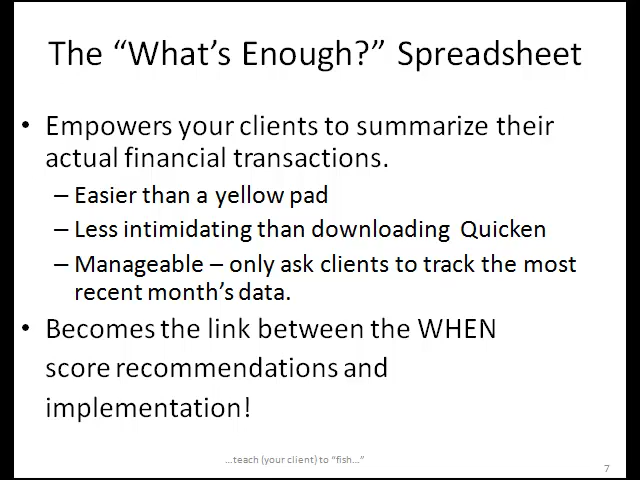 The “What’s Enough?” Spreadsheet
• Empowers your clients to summarize their
actual financial transactions.
– Easier than a yellow pad
– Less intimidating than downloading  Quicken
– Manageable – only ask clients to track the most
recent month’s data.
• Becomes the link between the WHEN
score recommendations and
implementation!
...teach (your client) to “fish...”
7